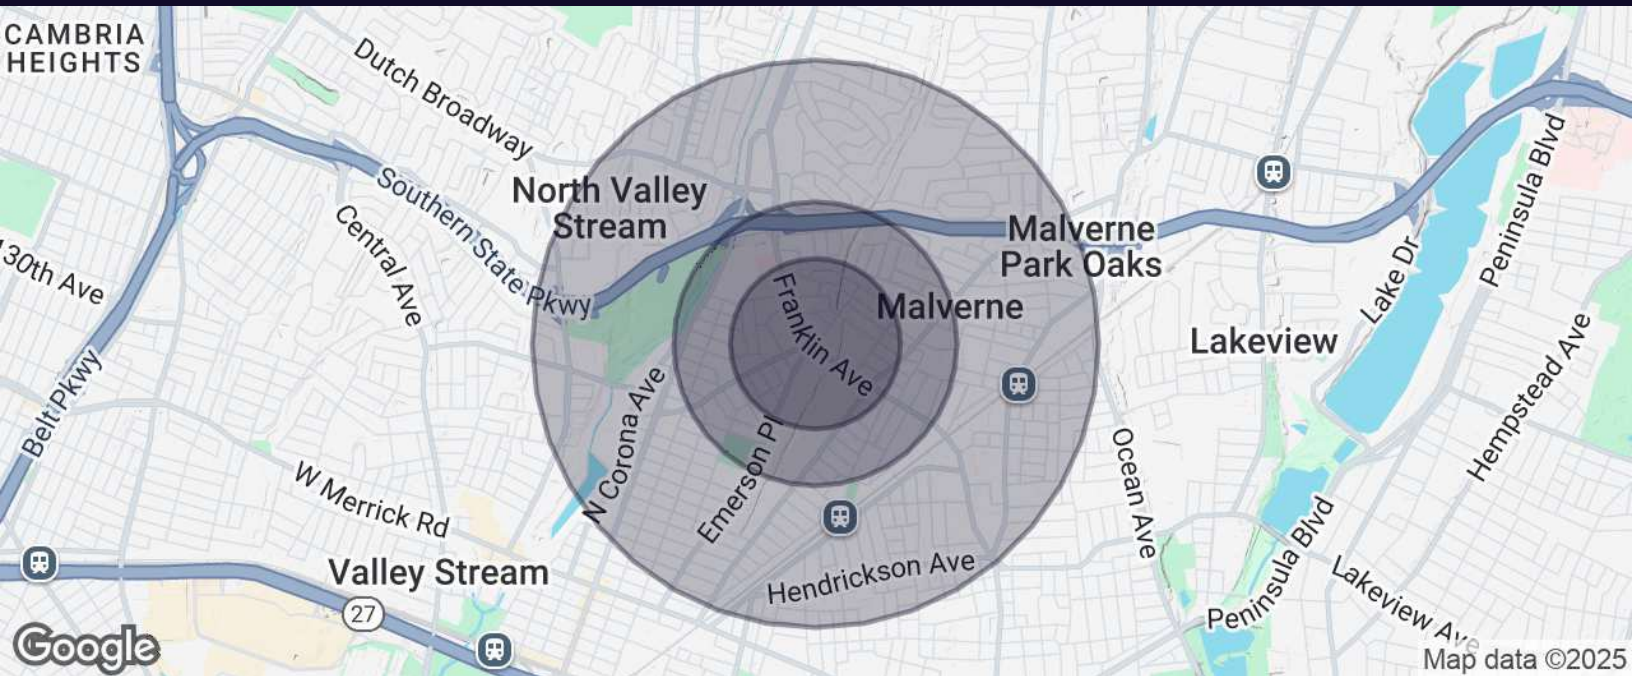 CAMBRIA
HEIGHTS
Dutch Broadway
Southern State Pkwy
North Valley
Stream
Malverne
Park Oaks
Peninsula Blvd
Central Ave
130th Ave
Franklin Ave
Malverne
Lake Dr
Lakeview
Hempstead Ave
Belt Pkwy
N Corona Ave
Emerson Pl
Ocean Ave
W Merrick Rd
Valley Stream
Hendrickson Ave
Peninsula Blvd
Lakeview Ave
27
Google
Map data ©2025